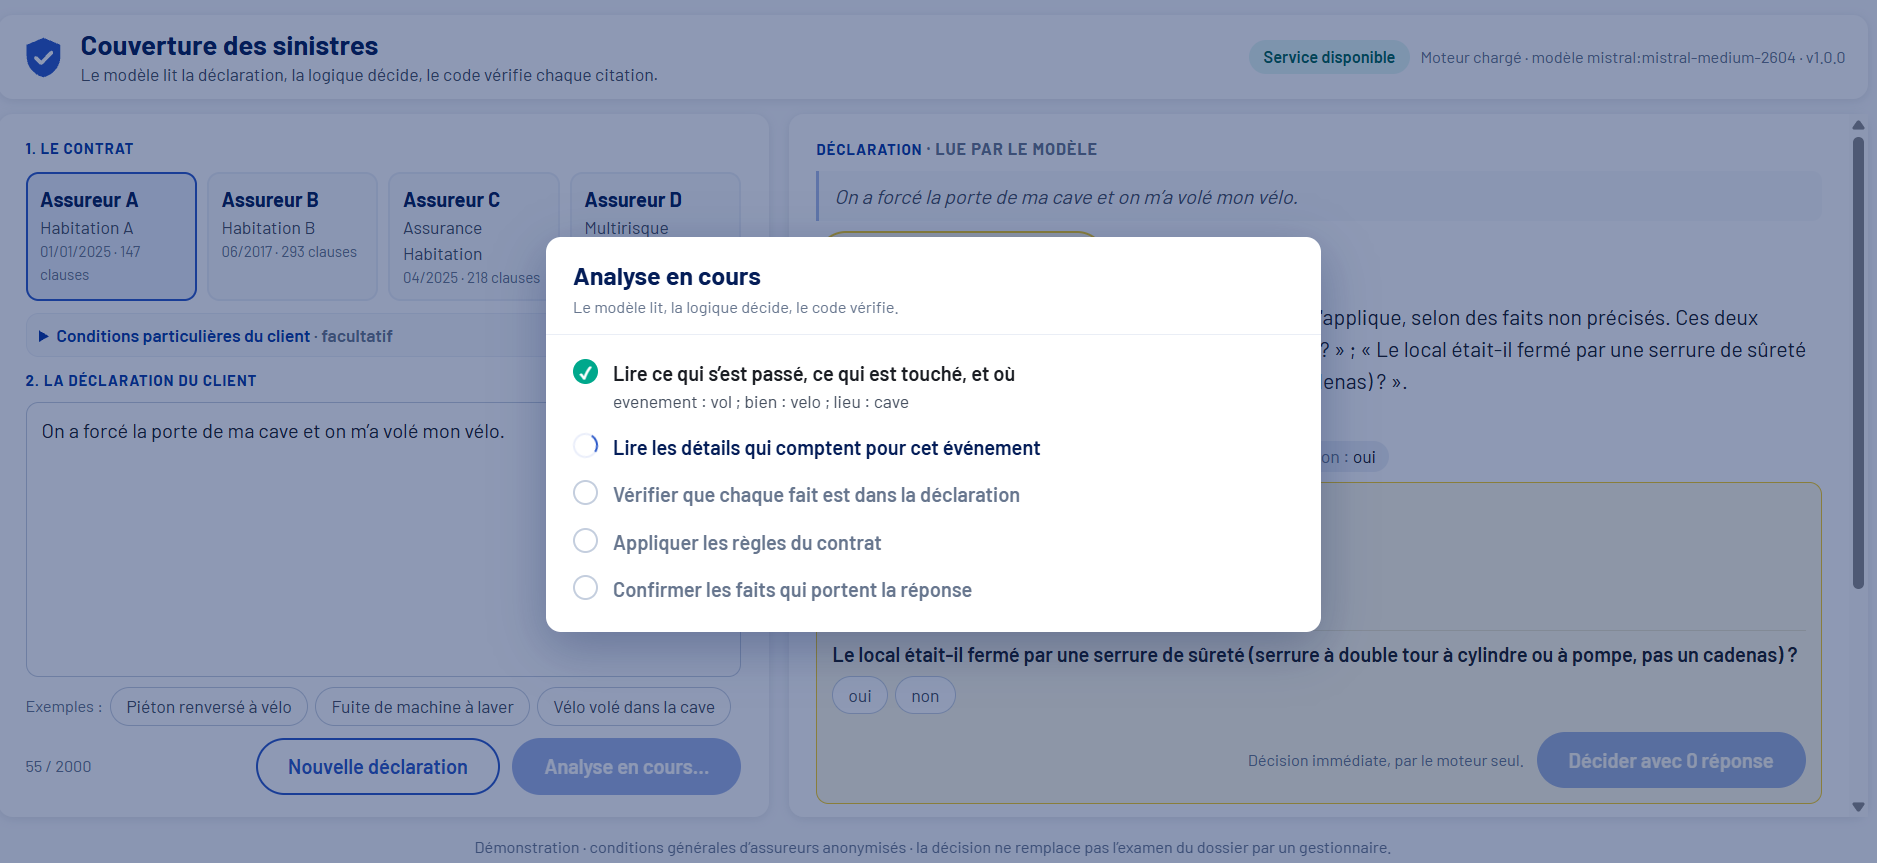 Couverture des sinistres
Le modèle lit la déclaration, la logique décide, le code vérifie chaque citation.
Service disponible
Moteur chargé · modèle mistral:mistral-medium-2604 · v1.0.0
1. LE CONTRAT
Assureur A
Habitation A
01/01/2025 · 147
clauses
Assureur B
Habitation B
06/2017 · 293 clauses
Assureur C
Assurance
Habitation
04/2025 · 218 clauses
Assureur D
Multirisque
Conditions particulières du client · facultatif
2. LA DÉCLARATION DU CLIENT
On a forcé la porte de ma cave et on m’a volé mon vélo.
Exemples :
Piéton renversé à vélo
Fuite de machine à laver
Vélo volé dans la cave
55 / 2000
Nouvelle déclaration
Analyse en cours…
DÉCLARATION · LUE PAR LE MODÈLE
On a forcé la porte de ma cave et on m’a volé mon vélo.
’applique, selon des faits non précisés. Ces deux
? » ; « Le local était-il fermé par une serrure de sûreté
enas) ? ».
on : oui
Analyse en cours
Le modèle lit, la logique décide, le code vérifie.
Lire ce qui s’est passé, ce qui est touché, et où
evenement : vol ; bien : velo ; lieu : cave
Lire les détails qui comptent pour cet événement
Vérifier que chaque fait est dans la déclaration
Appliquer les règles du contrat
Confirmer les faits qui portent la réponse
Le local était-il fermé par une serrure de sûreté (serrure à double tour à cylindre ou à pompe, pas un cadenas) ?
oui
non
Décision immédiate, par le moteur seul.
Décider avec 0 réponse
Démonstration · conditions générales d’assureurs anonymisés · la décision ne remplace pas l’examen du dossier par un gestionnaire.